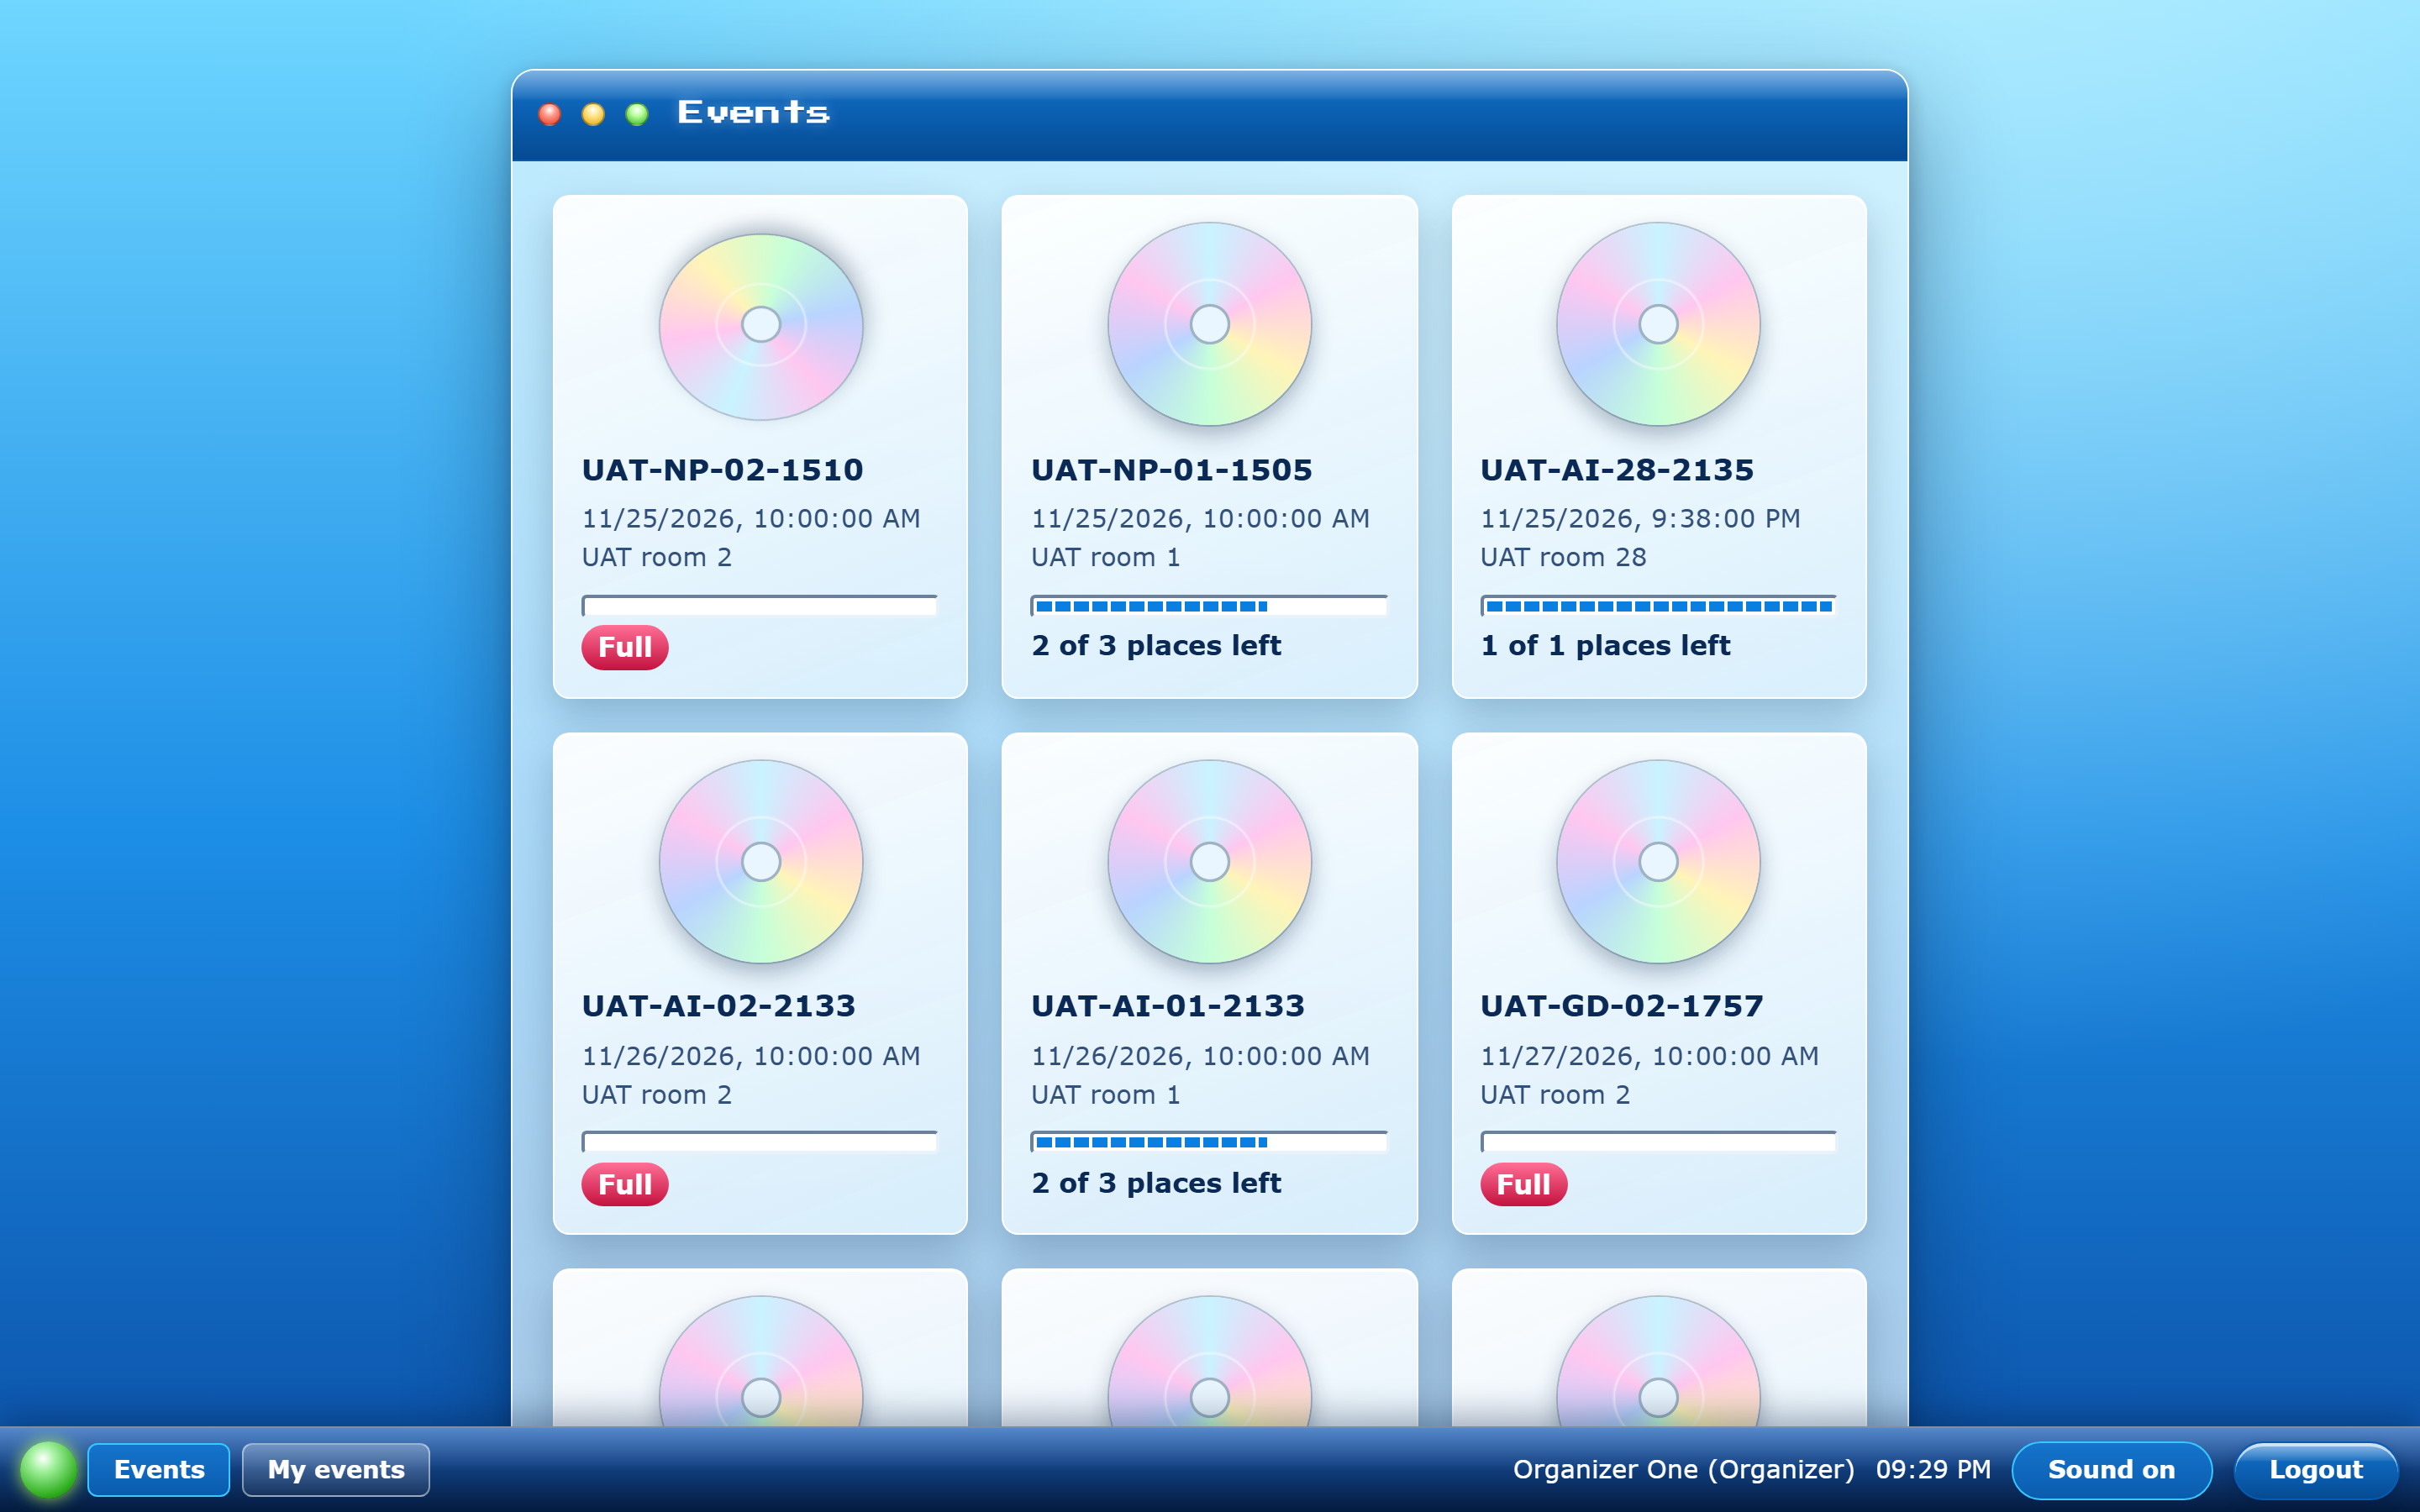 Events
UAT-NP-02-1510
11/25/2026, 10:00:00 AM
UAT room 2
Full
UAT-NP-01-1505
11/25/2026, 10:00:00 AM
UAT room 1
2 of 3 places left
UAT-AI-28-2135
11/25/2026, 9:38:00 PM
UAT room 28
1 of 1 places left
UAT-AI-02-2133
11/26/2026, 10:00:00 AM
UAT room 2
Full
UAT-AI-01-2133
11/26/2026, 10:00:00 AM
UAT room 1
2 of 3 places left
UAT-GD-02-1757
11/27/2026, 10:00:00 AM
UAT room 2
Full
Events
My events
Organizer One (Organizer)
09:29 PM
Sound on
Logout